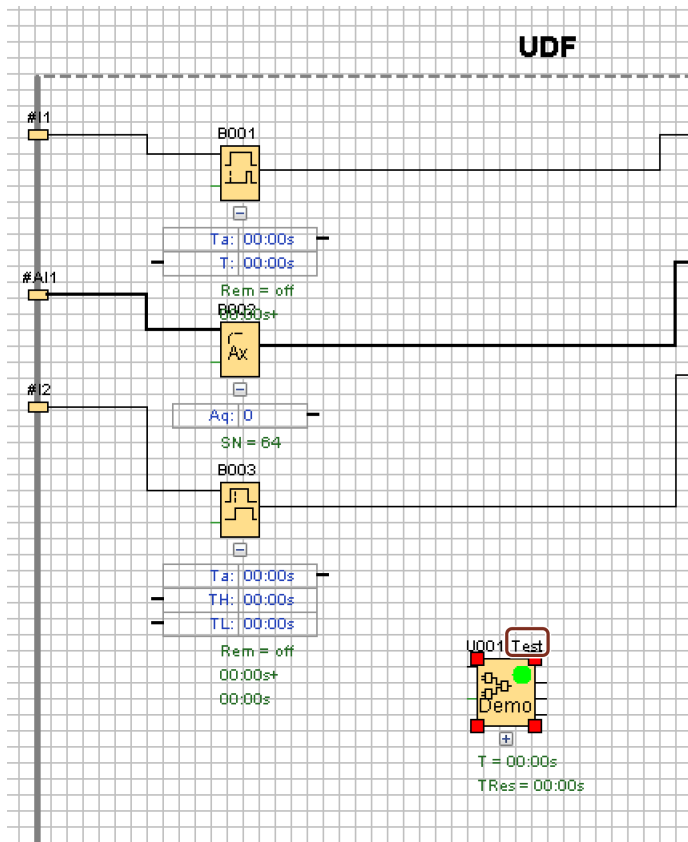 UDF
#I1
B001
Ta: 00:00s
T: 00:00s
Rem = off
00:00s+
#AI1
B002
Ax
Aq: 0
SN = 64
#I2
B003
Ta: 00:00s
TH: 00:00s
TL: 00:00s
Rem = off
00:00s+
00:00s
U001 Test
Demo
T = 00:00s
TRes = 00:00s